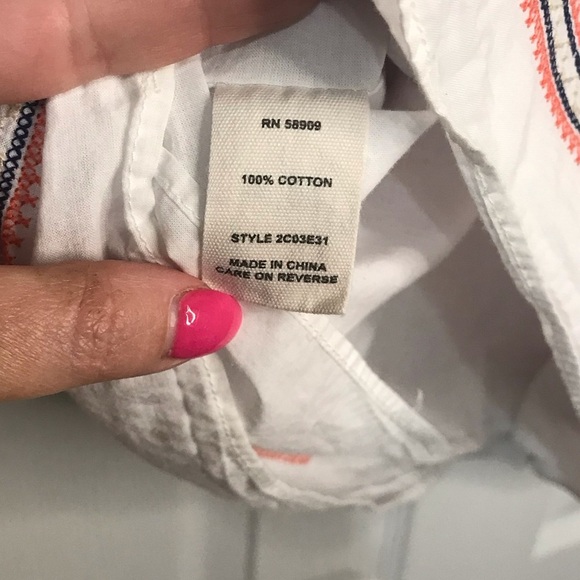 RN 58909
100% COTTON
STYLE 2C03E31
MADE IN CHINA
CARE ON REVERSE